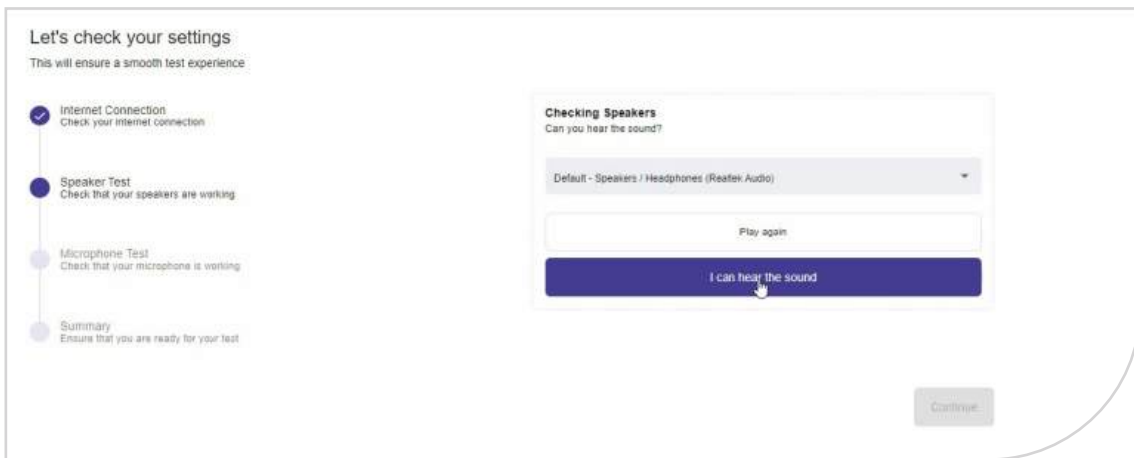 Let's check your settings
This will ensure a smooth test experience
Internet Connection
Check your internet connection
Speaker Test
Check that your speakers are working
Microphone Test
Check that your microphone is working
Summary
Ensure that you are ready for your test
Checking Speakers
Can you hear the sound?
Default - Speakers / Headphones (Realtek Audio)
Play again
I can hear the sound
Continue